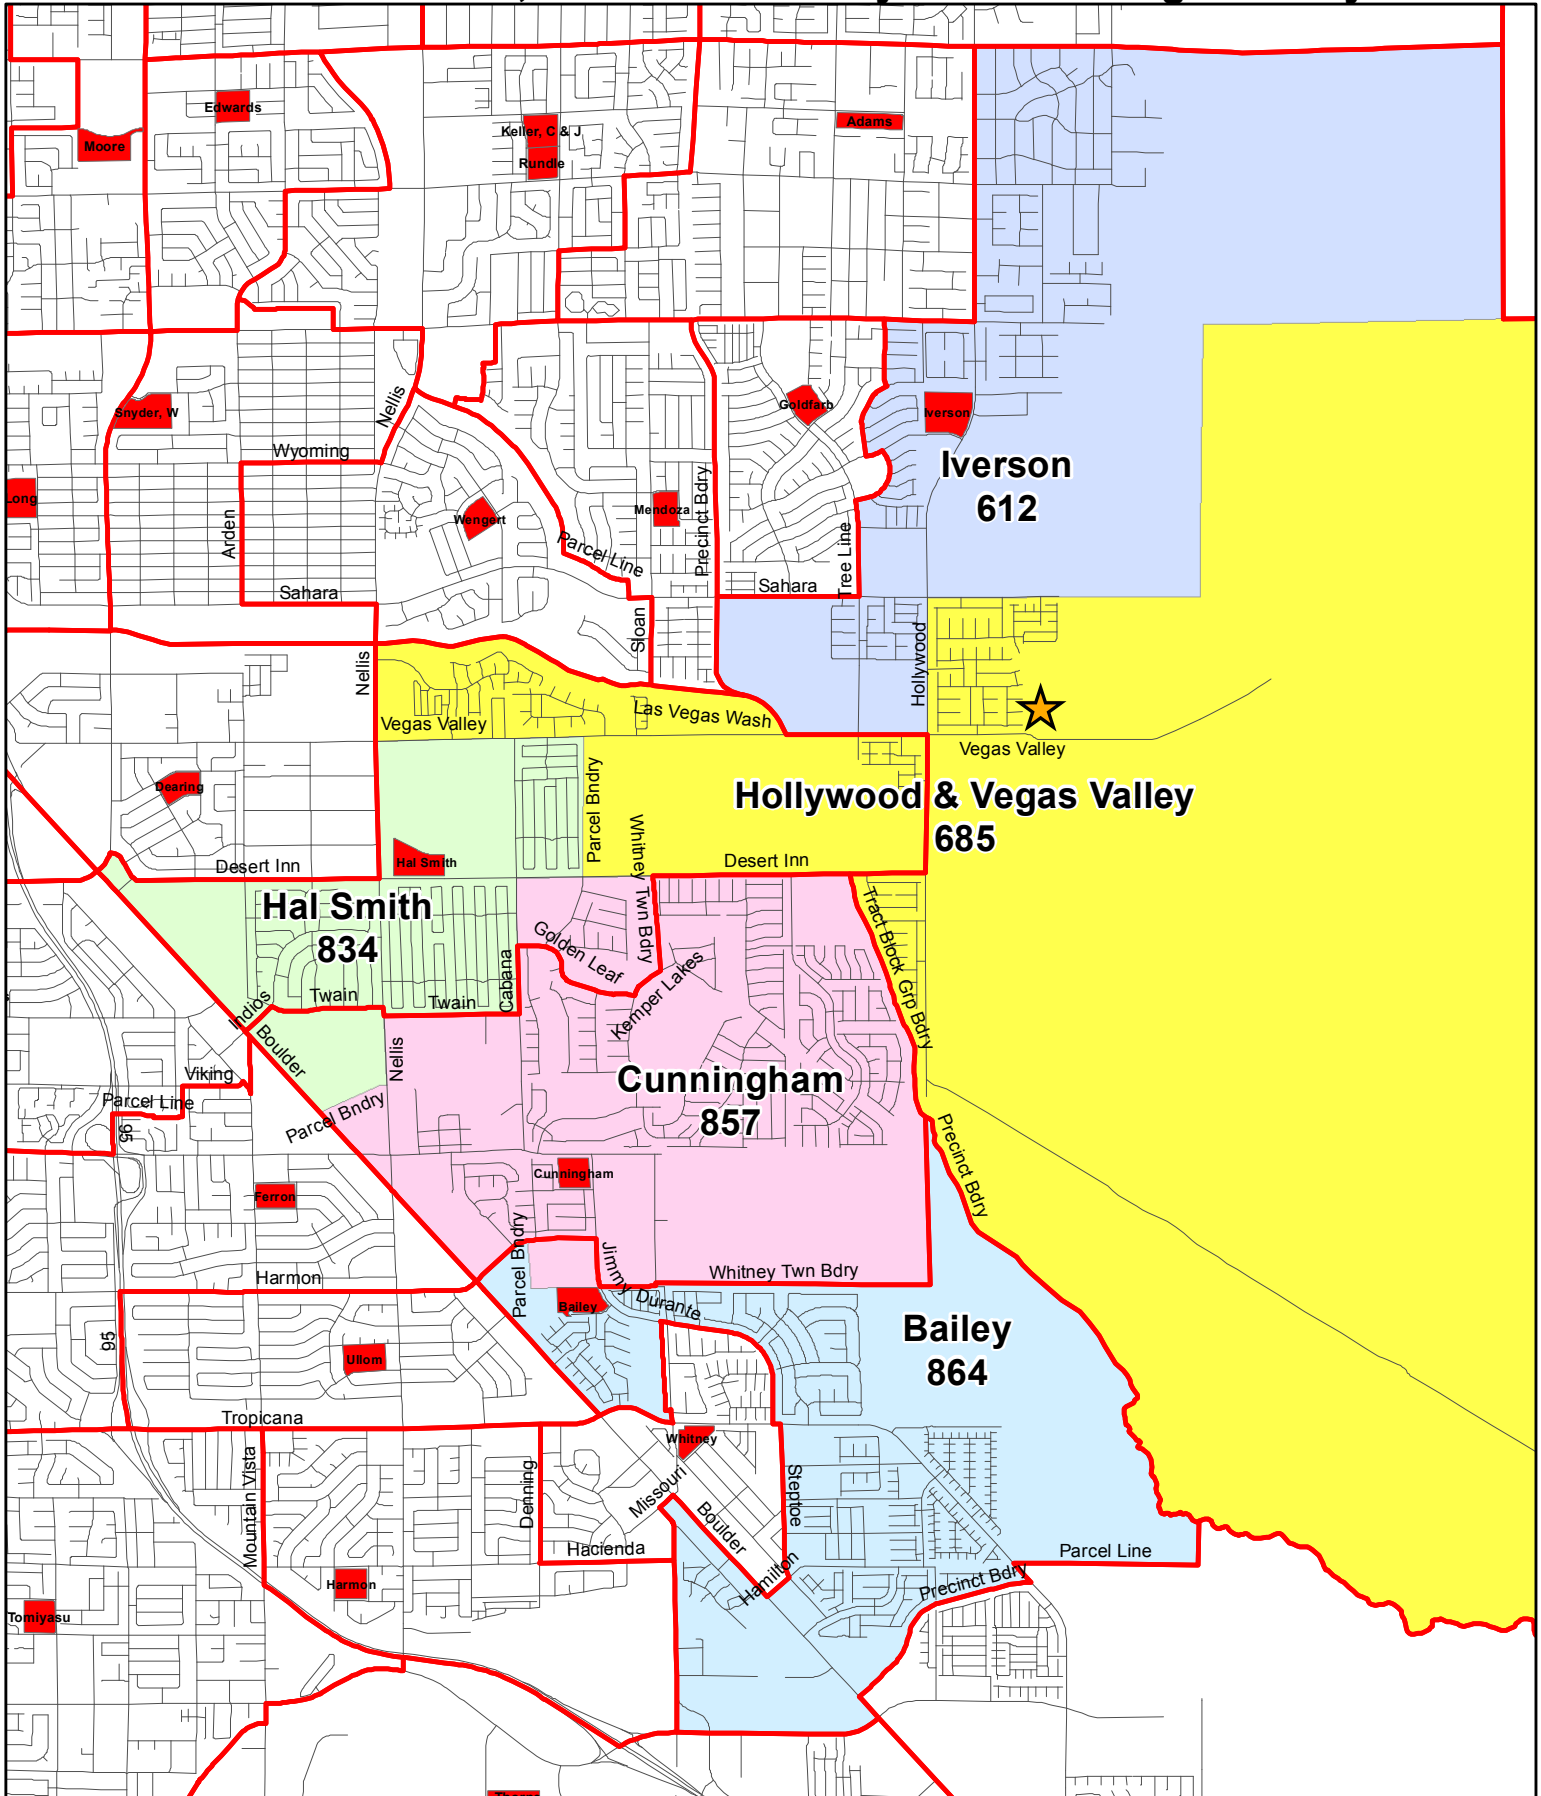 Edwards
Moore
Keller, C & J
Rundle
Adams
Snyder, W
Nellis
Goldfarb
Iverson
Wyoming
Iverson
612
Long
Arden
Wengert
Mendoza
Precinct Bdry
Parcel Line
Tree Line
Sahara
Sahara
Sloan
Hollywood
Nellis
Vegas Valley
Las Vegas Wash
Vegas Valley
Dearing
Parcel Bndry
Hollywood & Vegas Valley
685
Hal Smith
Desert Inn
Whitney Twn Bdry
Desert Inn
Hal Smith
834
Tract Block Grp Bdry
Golden Leaf
Kemper Lakes
Cabana
Twain
Twain
Indios
Boulder
Nellis
Viking
Parcel Line
95
Parcel Bndry
Cunningham
857
Precinct Bdry
Cunningham
Ferron
Parcel Bndry
Jimmy Durante
Whitney Twn Bdry
Harmon
Bailey
Bailey
864
95
Ullom
Tropicana
Whitney
Mountain Vista
Denning
Missouri
Boulder
Steptoe
Hacienda
Hamilton
Parcel Line
Precinct Bdry
Harmon
Tomiyasu